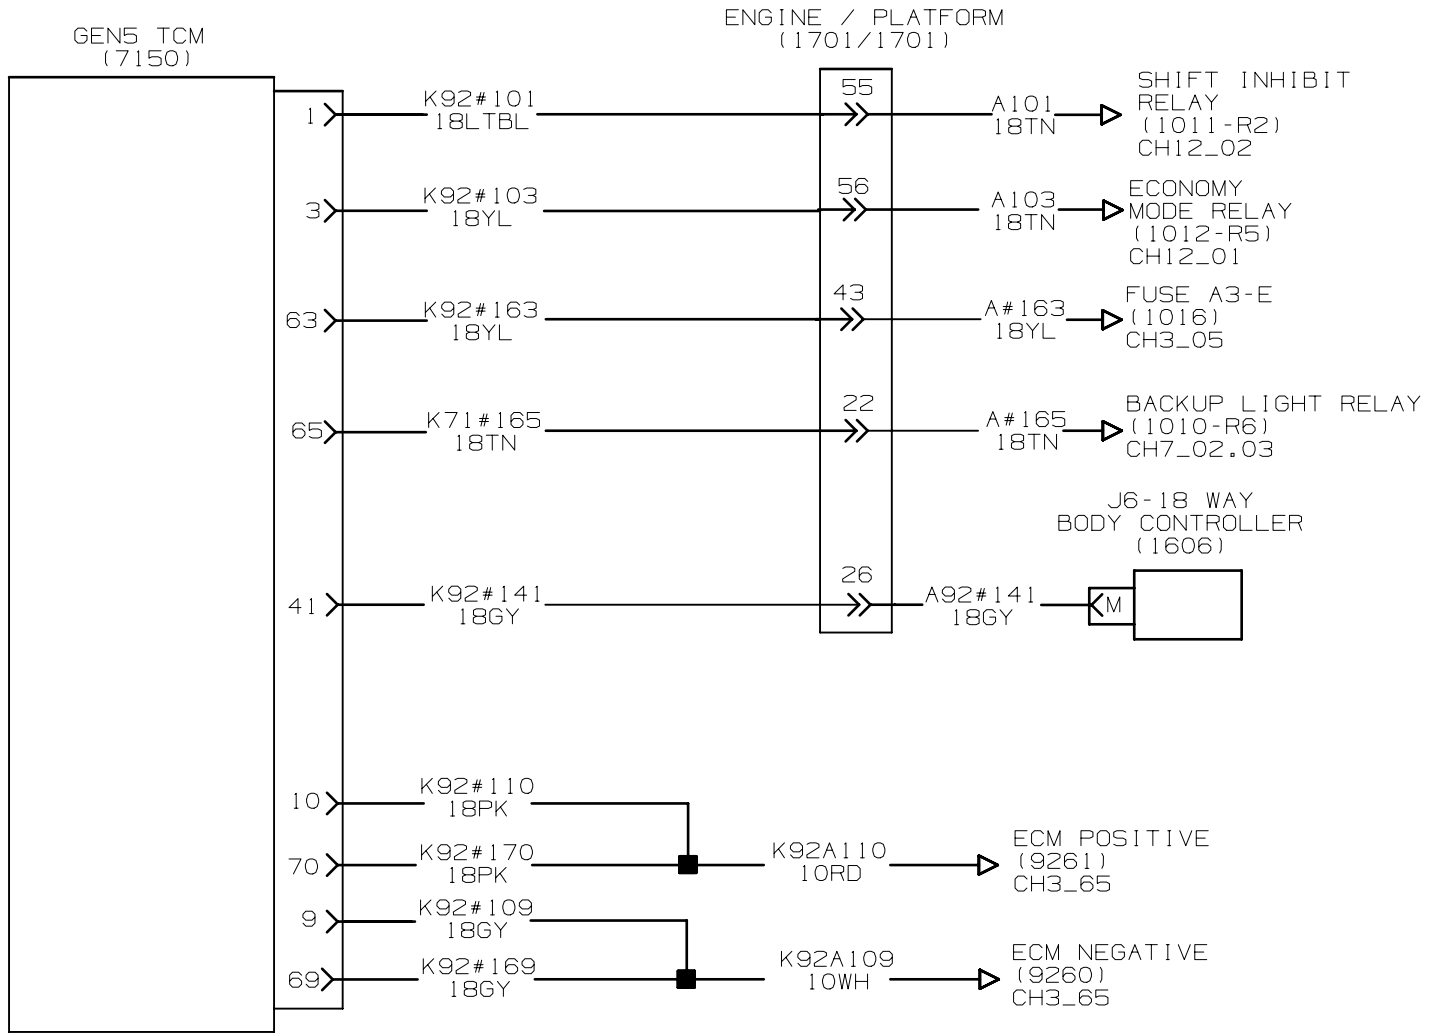 GEN5 TCM
(7150)
ENGINE / PLATFORM
(1701/1701)
1
K92#101
18LTBL
55
A101
18TN
SHIFT INHIBIT
RELAY
(1011-R2)
CH12_02
3
K92#103
18YL
56
A103
18TN
ECONOMY
MODE RELAY
(1012-R5)
CH12_01
63
K92#163
18YL
43
A#163
18YL
FUSE A3-E
(1016)
CH3_05
65
K71#165
18TN
22
A#165
18TN
BACKUP LIGHT RELAY
(1010-R6)
CH7_02.03
J6-18 WAY
BODY CONTROLLER
(1606)
41
K92#141
18GY
26
A92#141
18GY
M
10
K92#110
18PK
70
K92#170
18PK
K92A110
10RD
ECM POSITIVE
(9261)
CH3_65
9
K92#109
18GY
69
K92#169
18GY
K92A109
10WH
ECM NEGATIVE
(9260)
CH3_65